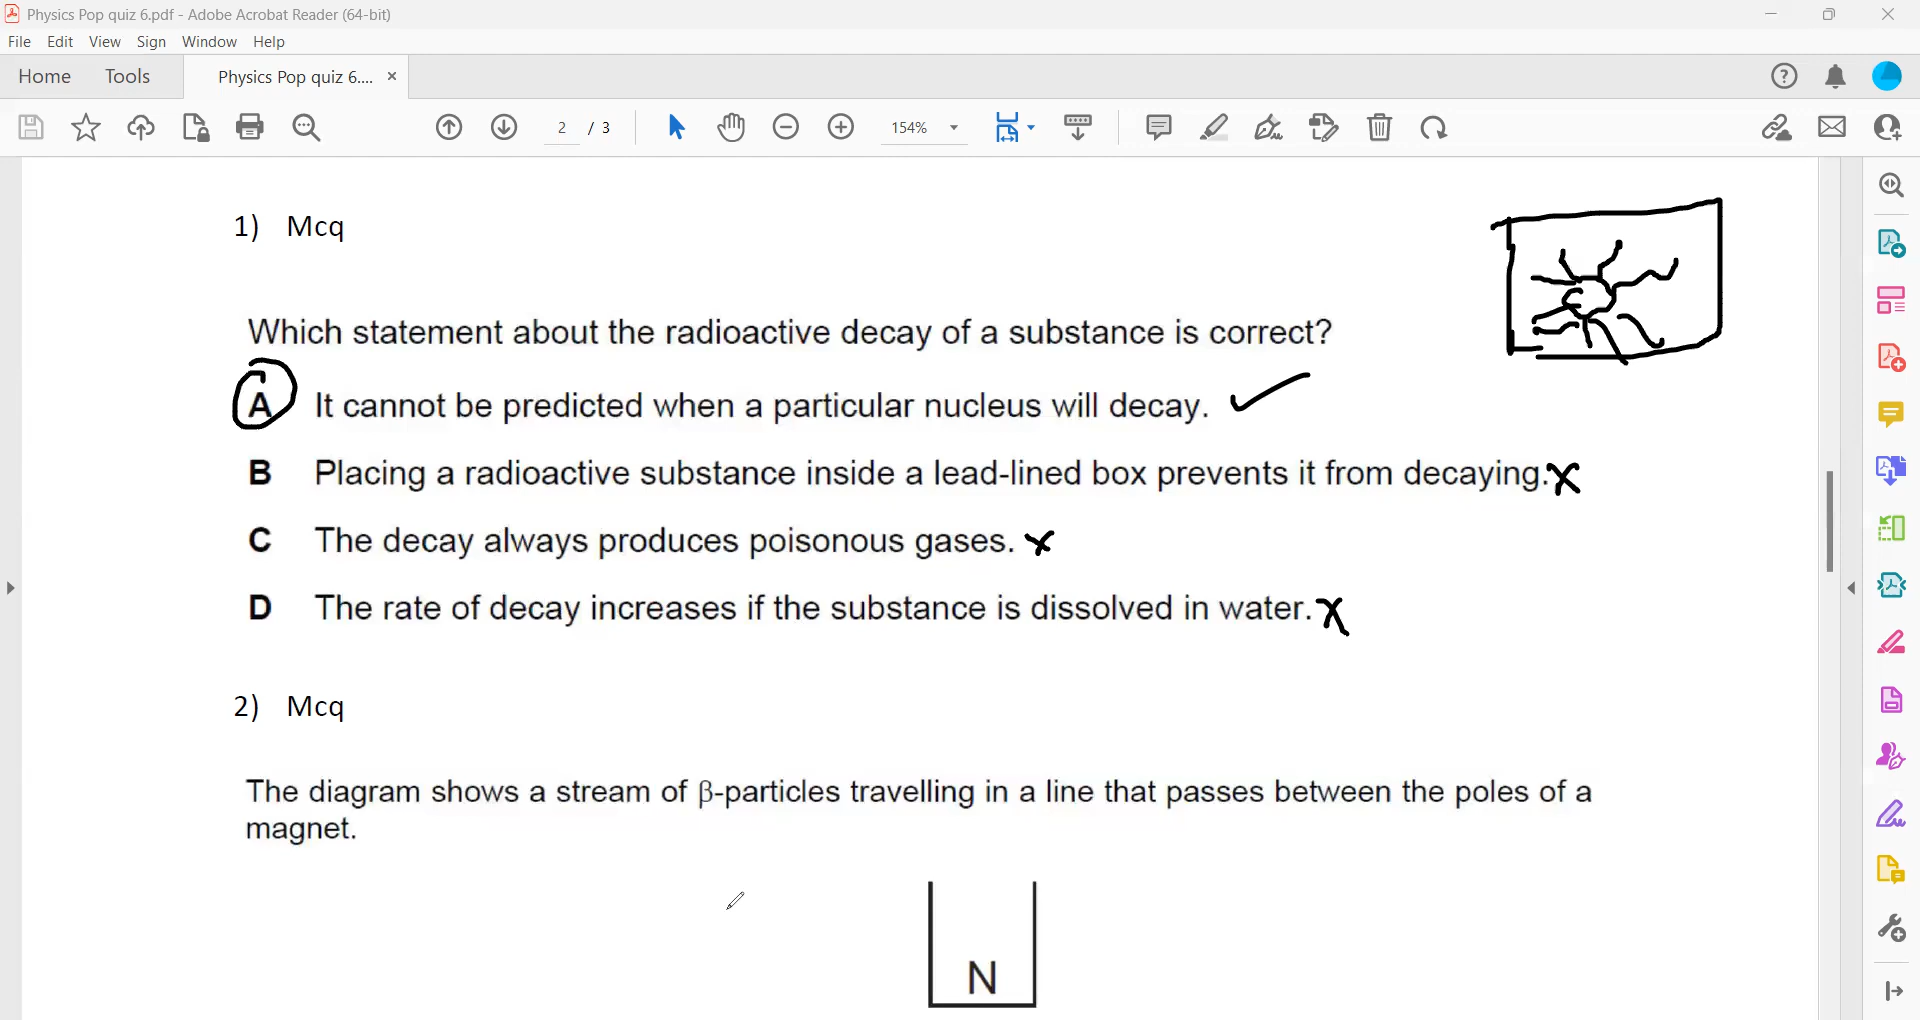 Physics Pop quiz 6.pdf - Adobe Acrobat Reader (64-bit)
File Edit View Sign Window Help
Home Tools Physics Pop quiz 6.... ×
2 / 3 154%
1) Mcq
Which statement about the radioactive decay of a substance is correct?
A It cannot be predicted when a particular nucleus will decay.
B Placing a radioactive substance inside a lead-lined box prevents it from decaying.
C The decay always produces poisonous gases.
D The rate of decay increases if the substance is dissolved in water.
2) Mcq
The diagram shows a stream of β-particles travelling in a line that passes between the poles of a
magnet.
N